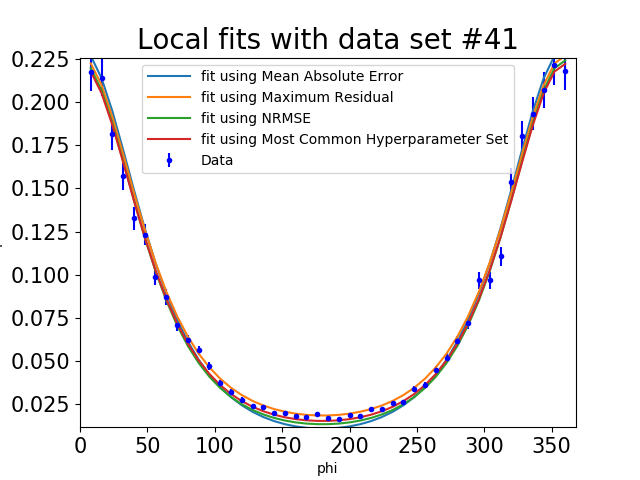 Local fits with data set #41
fit using Mean Absolute Error
fit using Maximum Residual
fit using NRMSE
fit using Most Common Hyperparameter Set
Data
0.225
0.200
0.175
0.150
0.125
0.100
0.075
0.050
0.025
0 50 100 150 200 250 300 350
phi